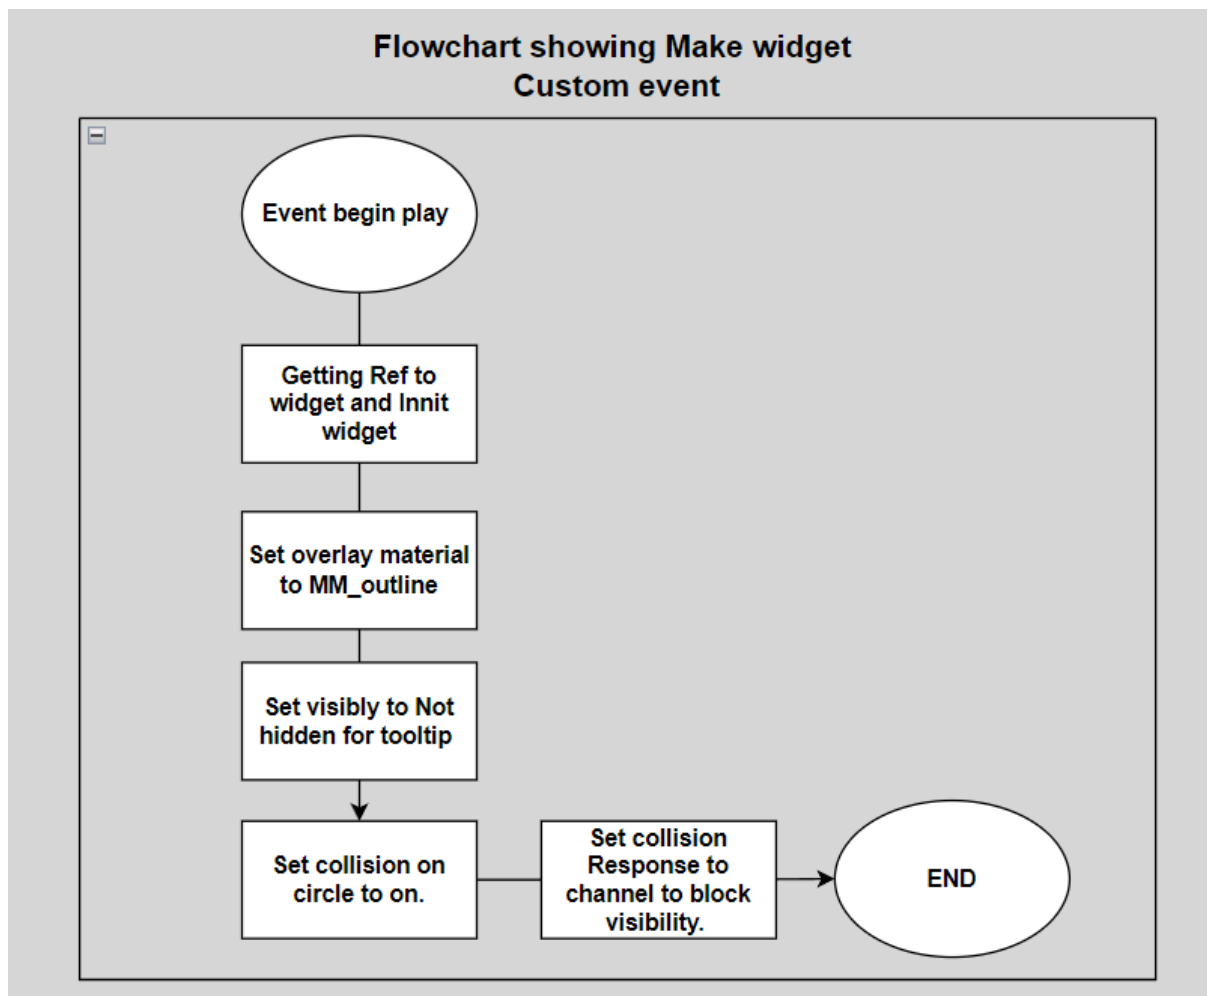 Flowchart showing Make widget
Custom event
Event begin play
Getting Ref to
widget and Innit
widget
Set overlay material
to MM_outline
Set visibly to Not
hidden for tooltip
Set collision on
circle to on.
Set collision
Response to
channel to block
visibility.
END